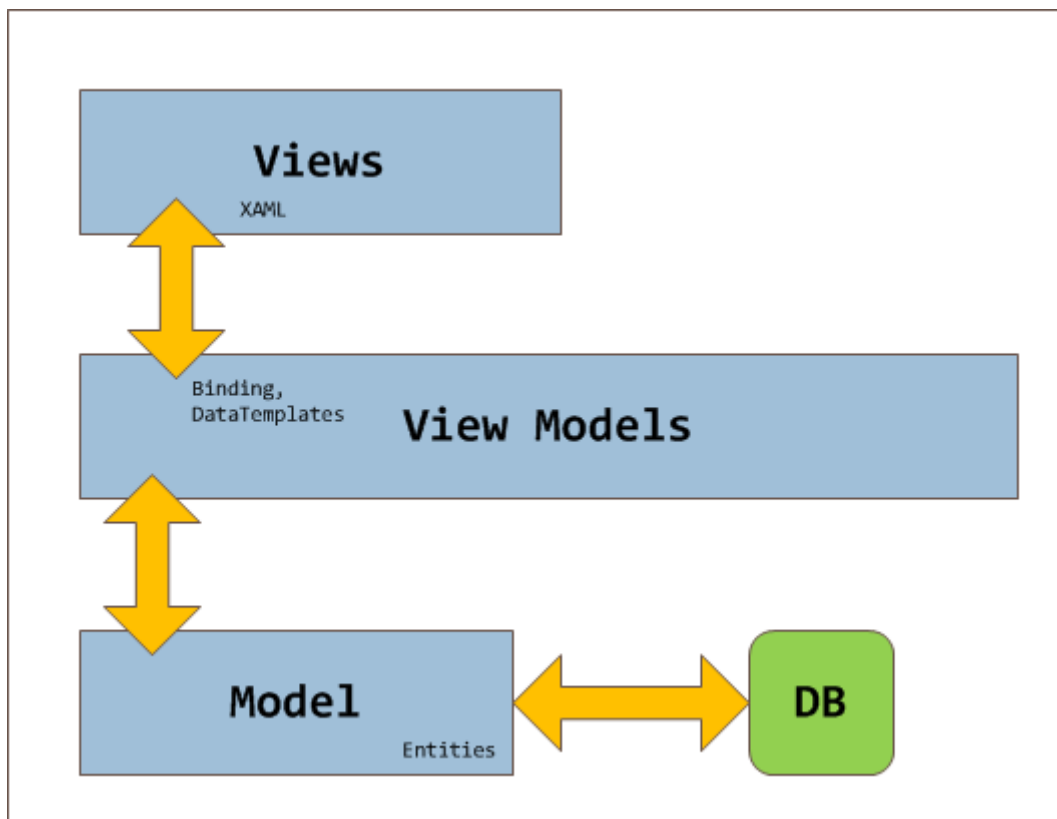 Views
XAML
Binding,
DataTemplates
View Models
Model
Entities
DB